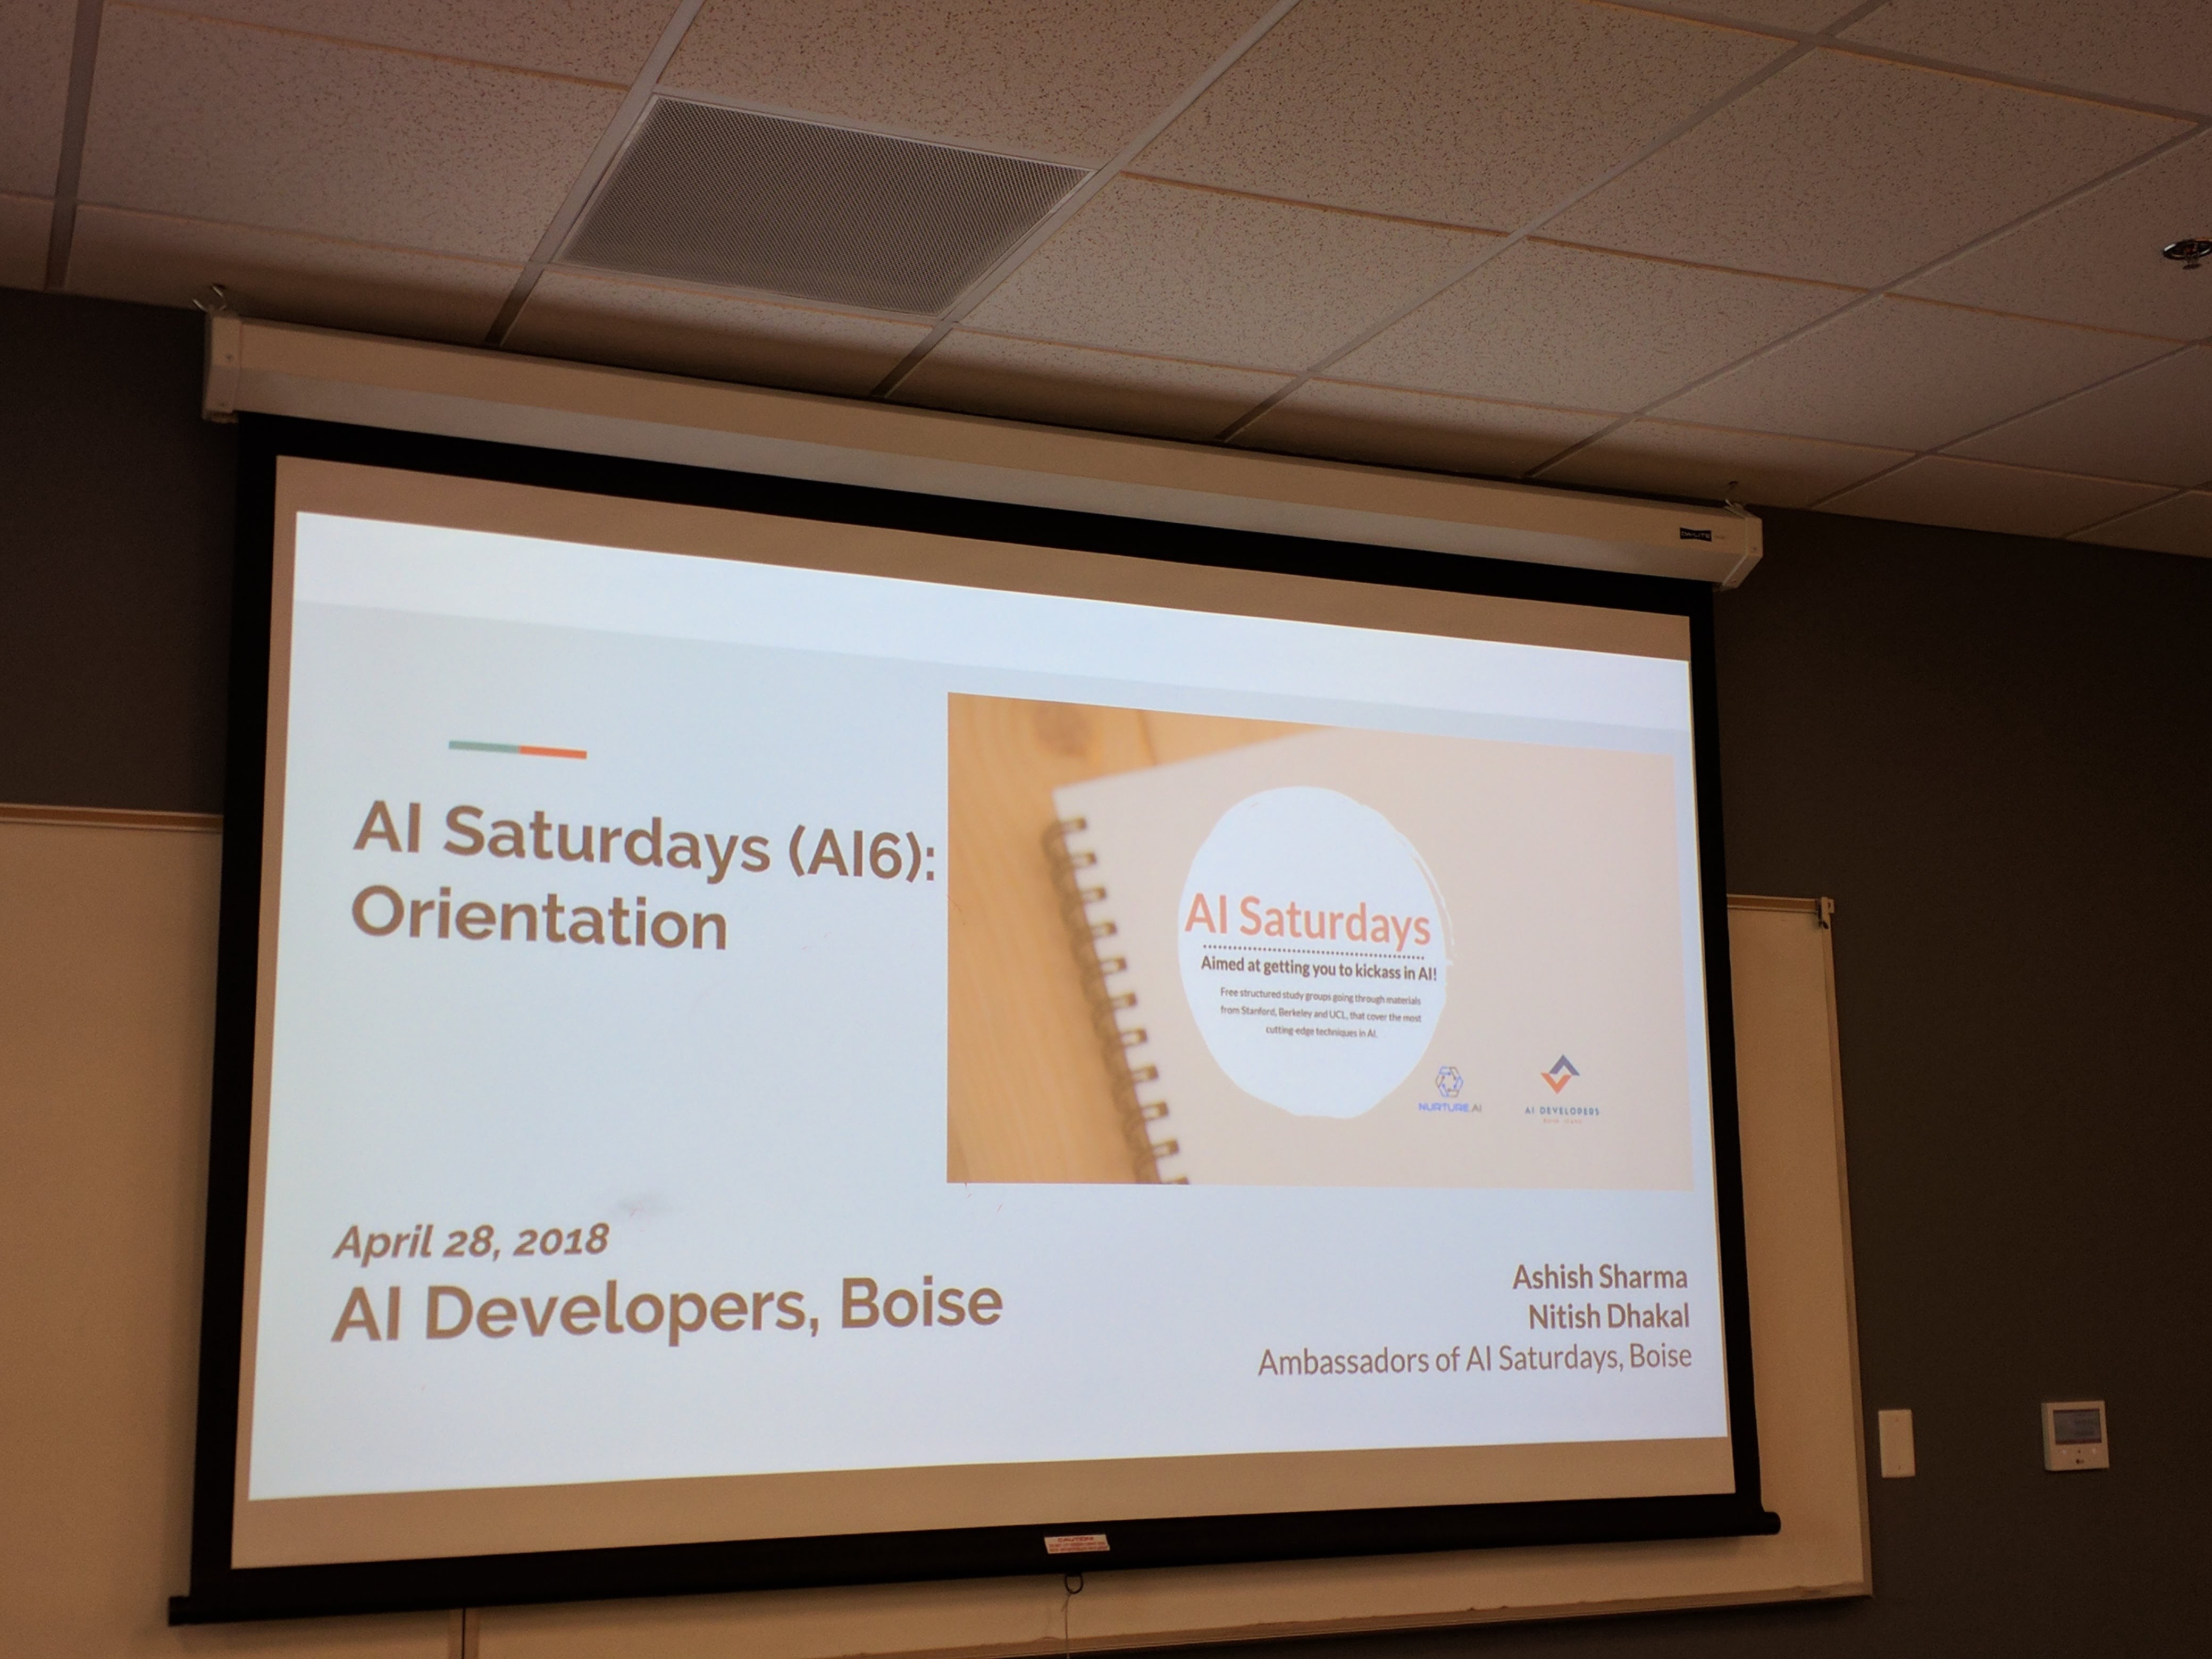 DA-LITE
AI Saturdays (AI6):
Orientation
AI Saturdays
Aimed at getting you to kickass in AI!
Free structured study groups going through materials
from Stanford, Berkeley and UCL, that cover the most
cutting-edge techniques in AI.
NURTURE.AI
AI DEVELOPERS
April 28, 2018
AI Developers, Boise
Ashish Sharma
Nitish Dhakal
Ambassadors of AI Saturdays, Boise
CAUTION